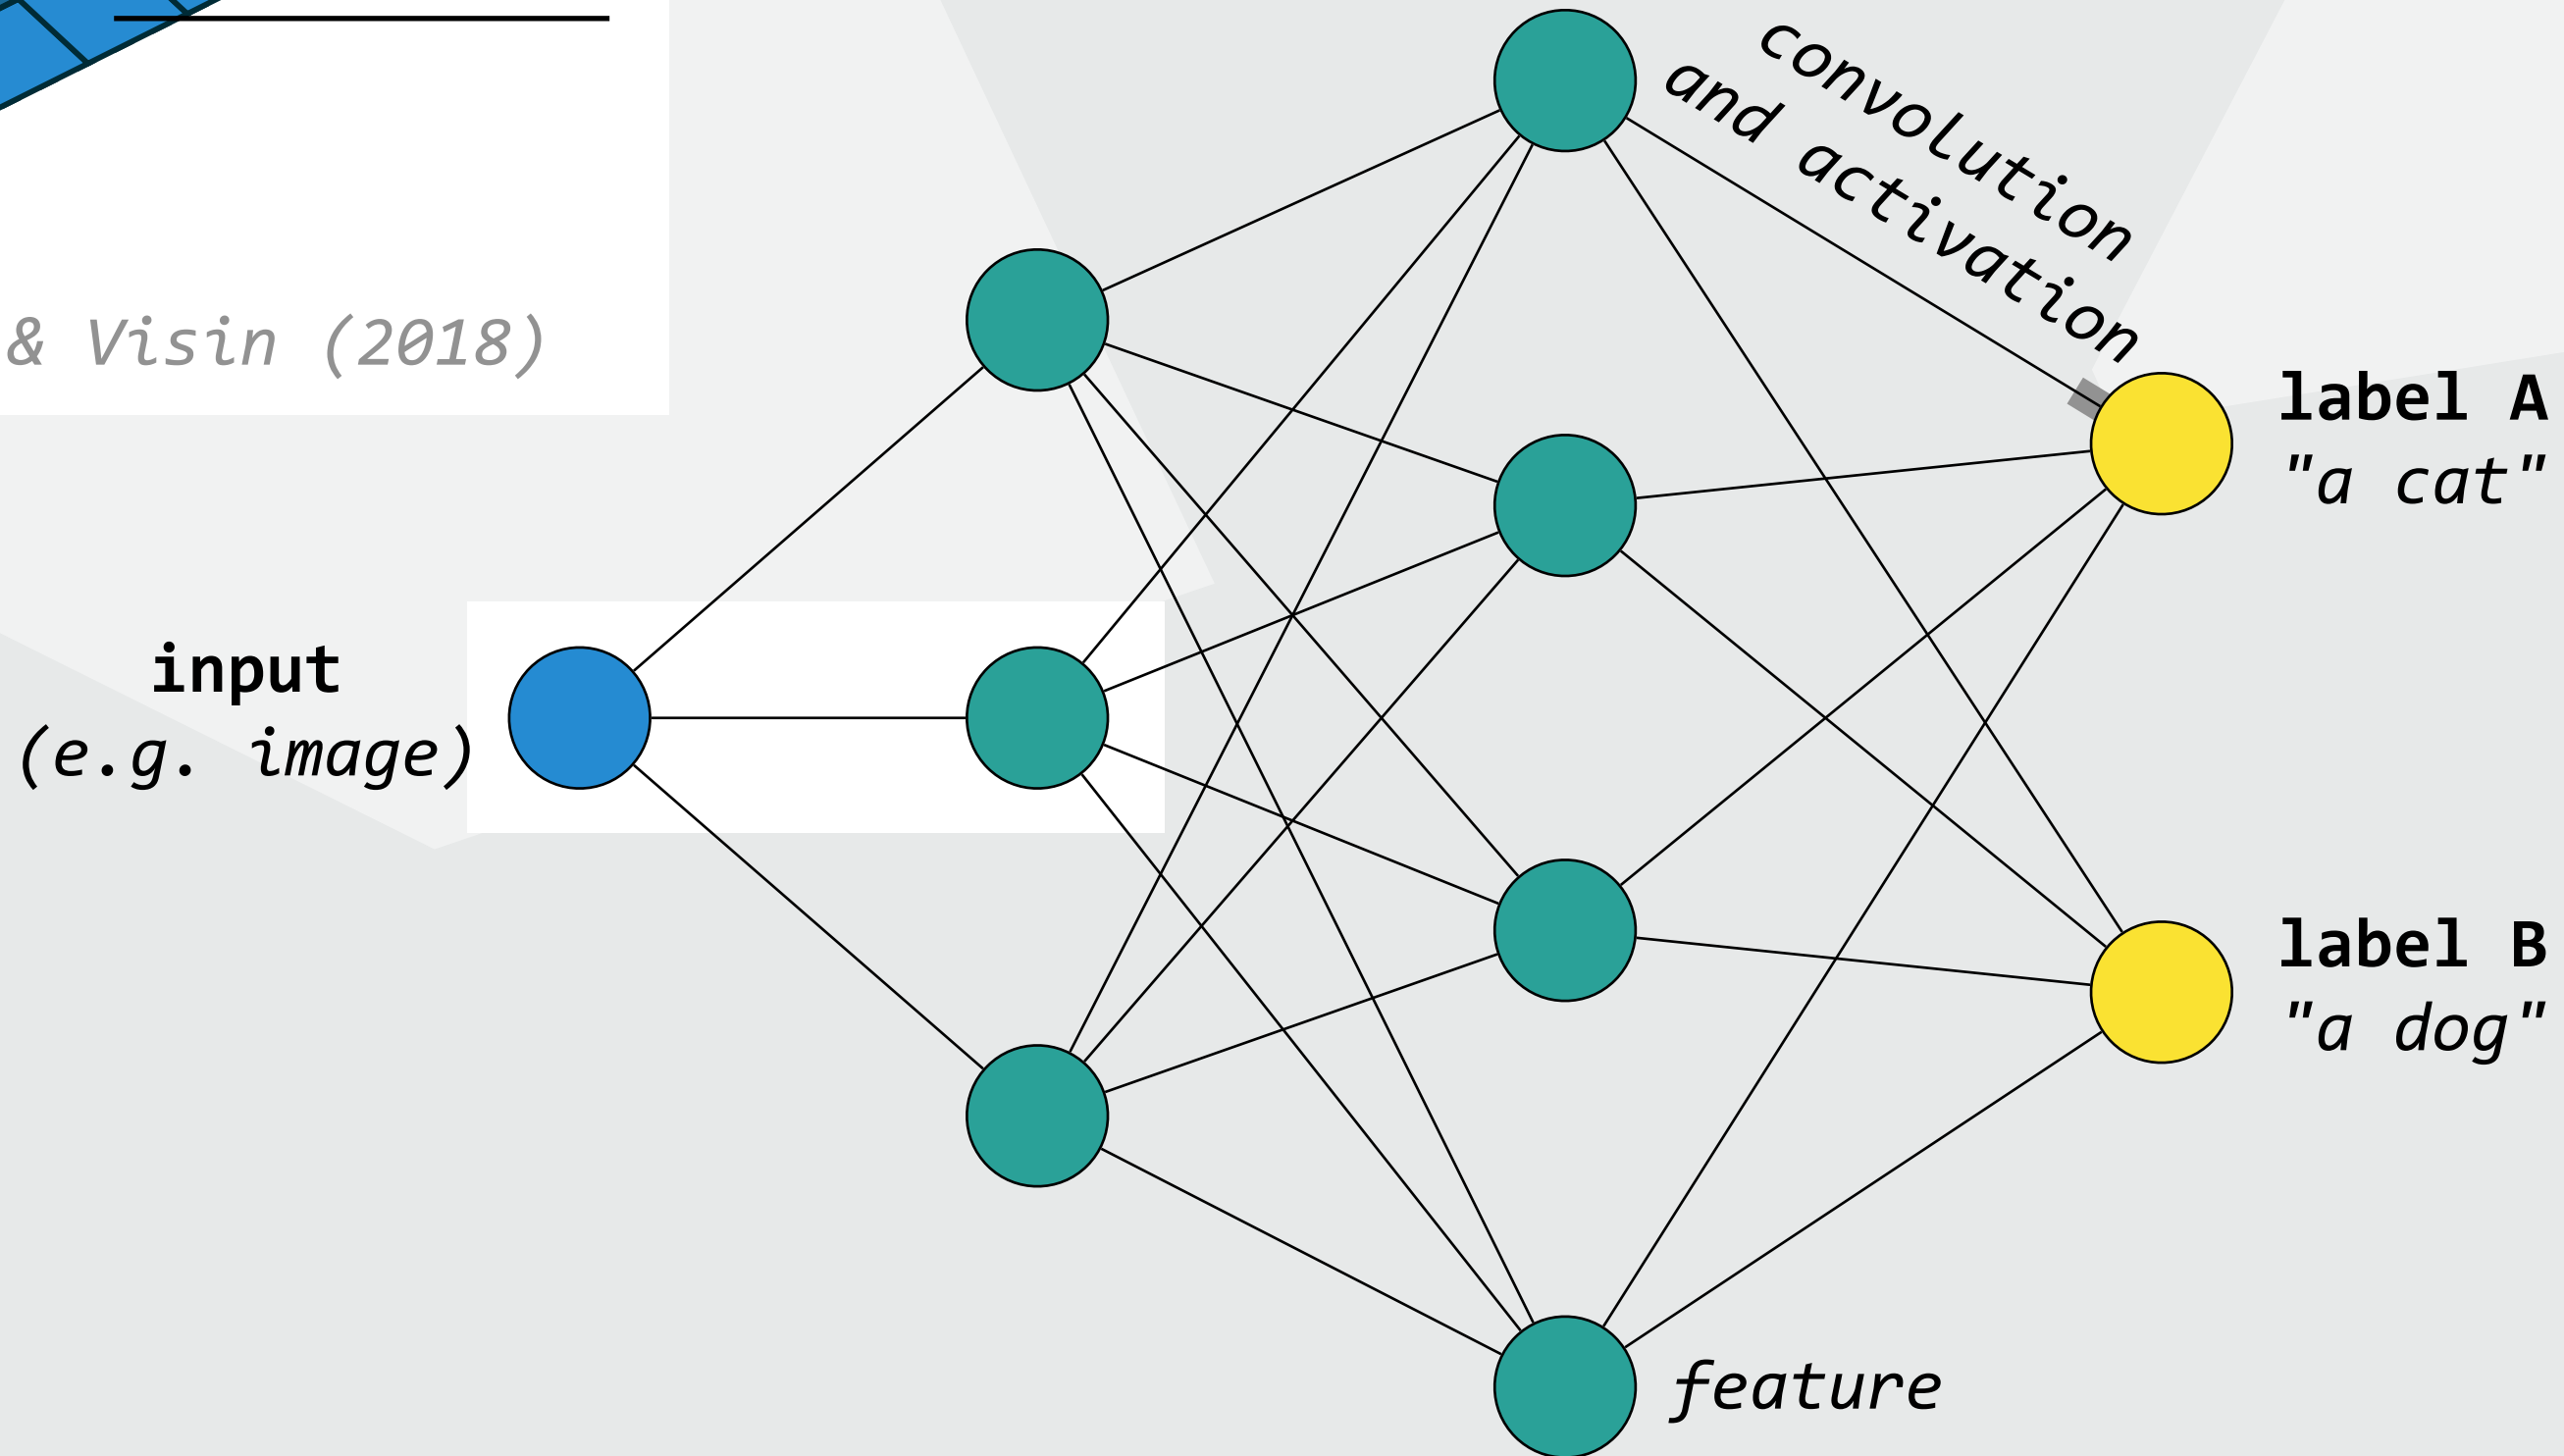 convolution
and activation
& Visin (2018)
label A
"a cat"
input
(e.g. image)
label B
"a dog"
feature